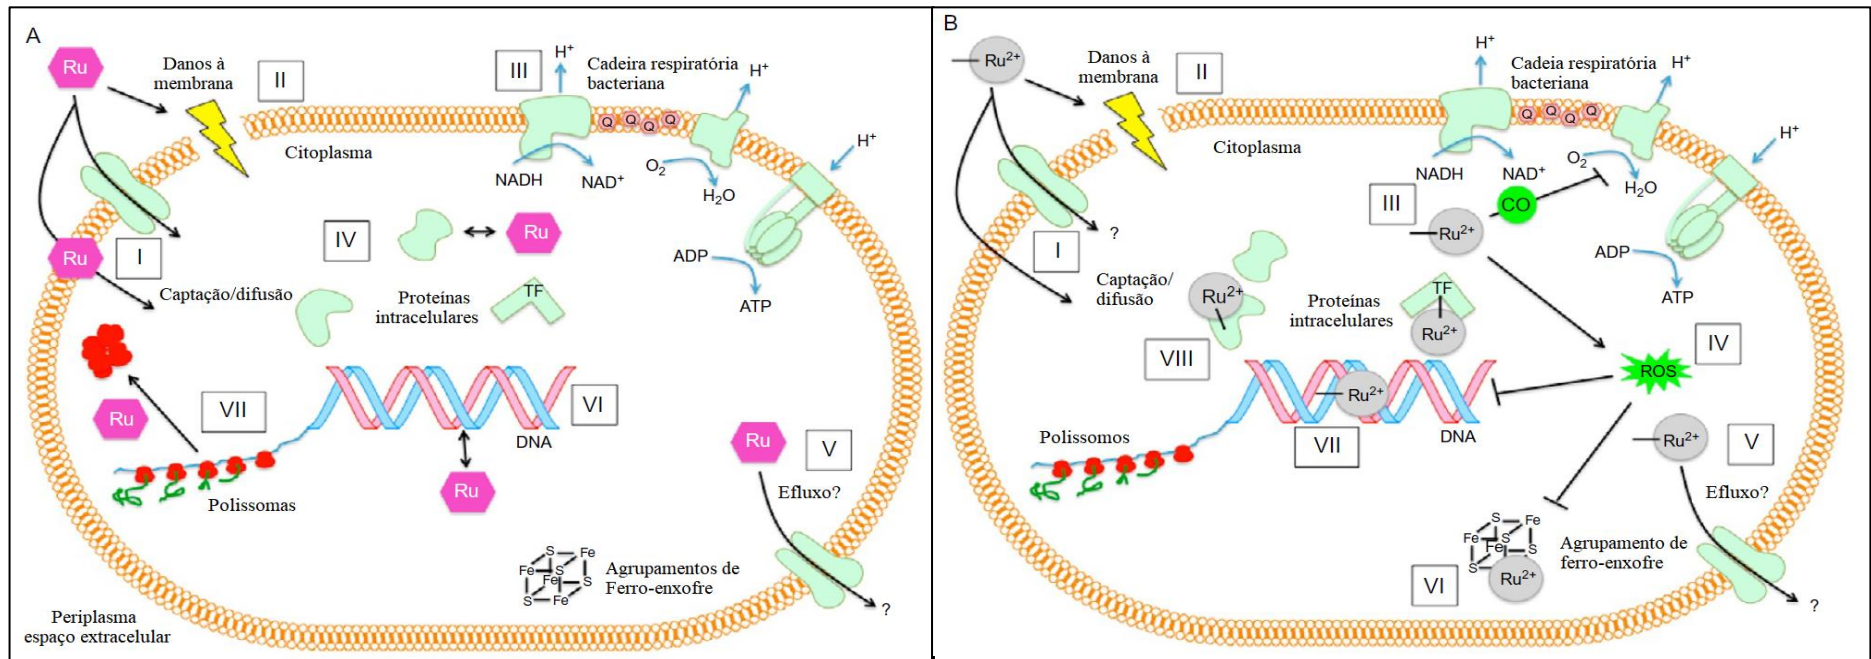 A
Ru
Danos à
membrana
II
III
H⁺
Cadeira respiratória
bacteriana
H⁺
Q Q Q Q
Citoplasma
NADH
NAD⁺
O₂
H₂O
H⁺
Ru
I
Captação/difusão
IV
Ru
Proteínas
intracelulares
TF
ADP
ATP
Ru
VII
VI
DNA
Ru
Polissomas
Ru
V
Efluxo?
?
S Fe
Fe S
Fe S
S Fe
Agrupamentos de
Ferro-enxofre
Periplasma
espaço extracelular
B
Ru²⁺
Danos à
membrana
II
H⁺
Cadeia respiratória
bacteriana
H⁺
Q Q Q Q
Citoplasma
NADH
NAD⁺
O₂
H₂O
H⁺
III
CO
Ru²⁺
?
I
Captação/
difusão
Ru²⁺
Proteínas
intracelulares
TF
Ru²⁺
ADP
ATP
VIII
IV
ROS
Ru²⁺
VII
DNA
Polissomos
Ru²⁺
V
Efluxo?
?
S Fe
Fe S
Fe S
S
Ru²⁺
VI
Agrupamento de
ferro-enxofre